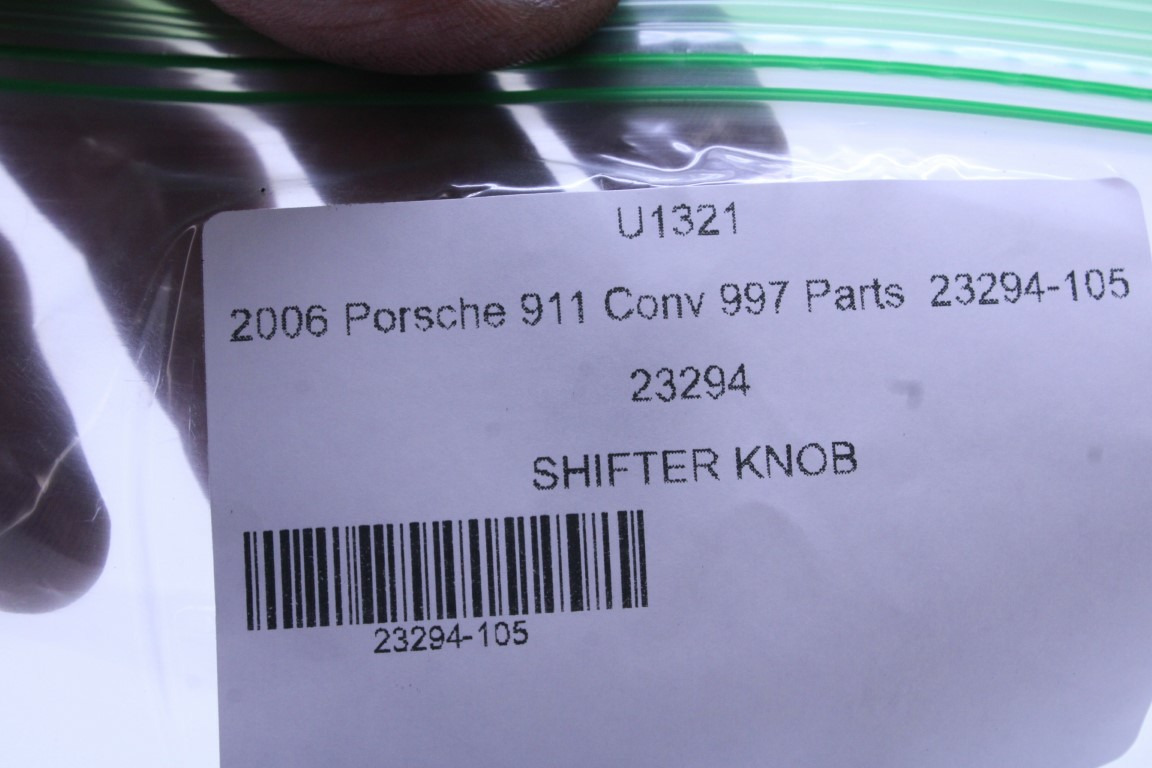 U1321
2006 Porsche 911 Conv 997 Parts 23294-105
23294
SHIFTER KNOB
23294-105